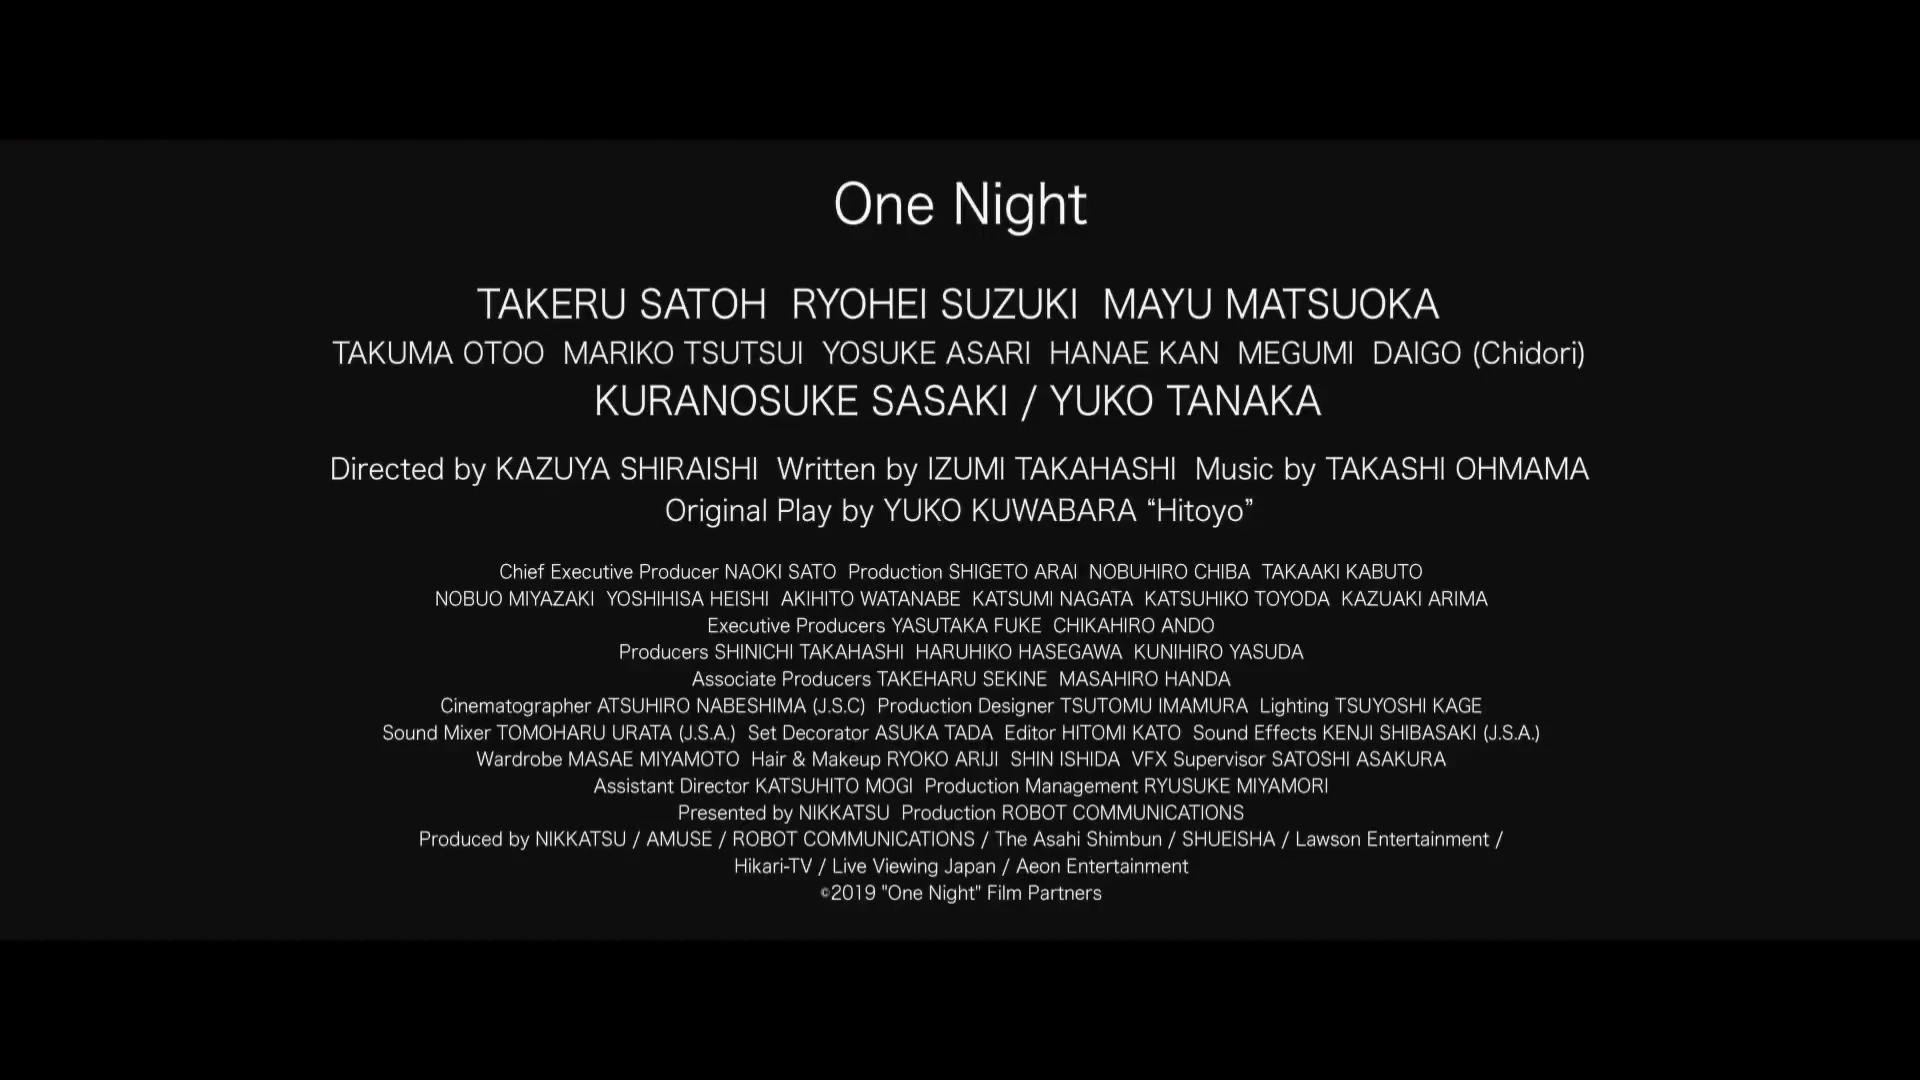 One Night
TAKERU SATOH RYOHEI SUZUKI MAYU MATSUOKA
TAKUMA OTOO MARIKO TSUTSUI YOSUKE ASARI HANAE KAN MEGUMI DAIGO (Chidori)
KURANOSUKE SASAKI / YUKO TANAKA
Directed by KAZUYA SHIRAISHI Written by IZUMI TAKAHASHI Music by TAKASHI OHMAMA
Original Play by YUKO KUWABARA “Hitoyo”
Chief Executive Producer NAOKI SATO Production SHIGETO ARAI NOBUHIRO CHIBA TAKAAKI KABUTO
NOBUO MIYAZAKI YOSHIHISA HEISHI AKIHITO WATANABE KATSUMI NAGATA KATSUHIKO TOYODA KAZUAKI ARIMA
Executive Producers YASUTAKA FUKE CHIKAHIRO ANDO
Producers SHINICHI TAKAHASHI HARUHIKO HASEGAWA KUNIHIRO YASUDA
Associate Producers TAKEHARU SEKINE MASAHIRO HANDA
Cinematographer ATSUHIRO NABESHIMA (J.S.C) Production Designer TSUTOMU IMAMURA Lighting TSUYOSHI KAGE
Sound Mixer TOMOHARU URATA (J.S.A.) Set Decorator ASUKA TADA Editor HITOMI KATO Sound Effects KENJI SHIBASAKI (J.S.A.)
Wardrobe MASAE MIYAMOTO Hair & Makeup RYOKO ARIJI SHIN ISHIDA VFX Supervisor SATOSHI ASAKURA
Assistant Director KATSUHITO MOGI Production Management RYUSUKE MIYAMORI
Presented by NIKKATSU Production ROBOT COMMUNICATIONS
Produced by NIKKATSU / AMUSE / ROBOT COMMUNICATIONS / The Asahi Shimbun / SHUEISHA / Lawson Entertainment /
Hikari-TV / Live Viewing Japan / Aeon Entertainment
©2019 "One Night" Film Partners